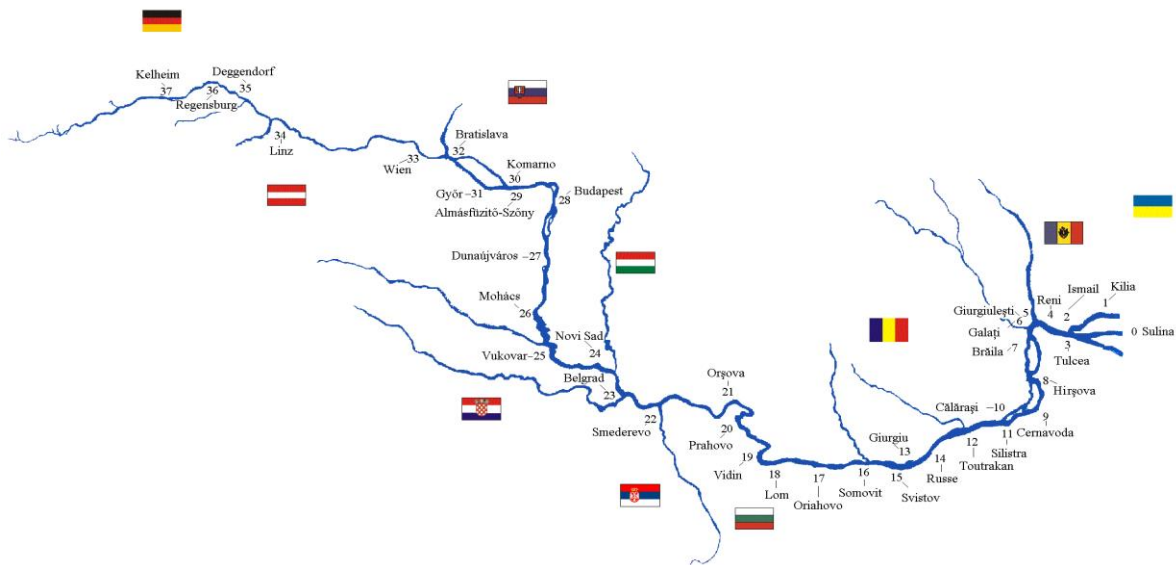 Kelheim
37
Regensburg
36
Deggendorf
35
34
Linz
Wien
33
Bratislava
32
Győr –31
Komarno
30
29
Almásfüzitő-Szőny
28
Budapest
Dunaújváros –27
Mohács
26
Vukovar–25
Novi Sad
24
Belgrad
23
22
Smederevo
Orşova
21
20
Prahovo
19
Vidin
18
Lom
17
Oriahovo
16
Somovit
15
Svistov
14
Russe
Giurgiu
13
12
Toutrakan
11
Silistra
Călăraşi –10
9
Cernavoda
8
Hirşova
Brăila 7
Galaţi
6
Giurgiuleşti 5
Reni
4
3
Tulcea
Ismail
2
Kilia
1
0 Sulina